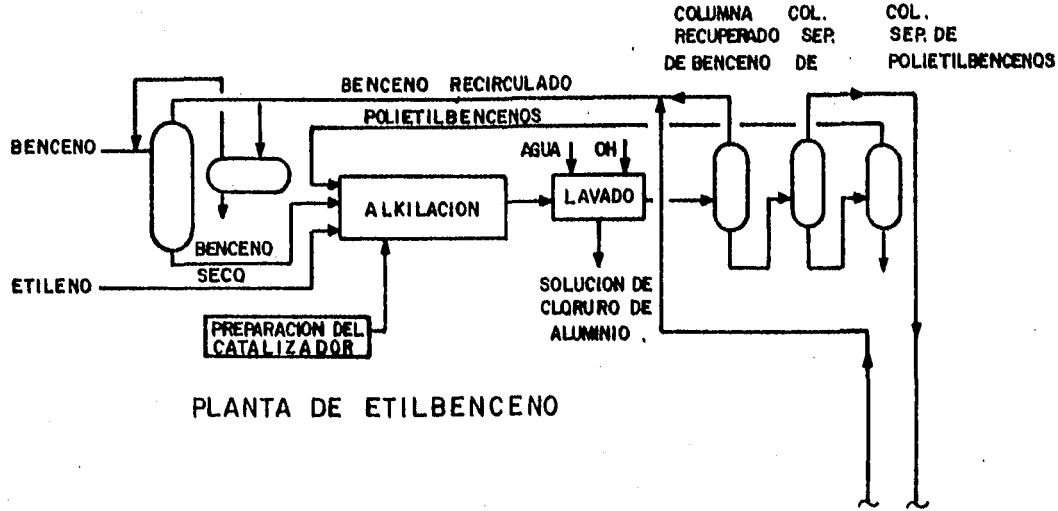 COLUMNA COL. COL.
RECUPERADO SEP. SEP. DE
DE BENCENO DE POLIETILBENCENOS
BENCENO RECIRCULADO
POLIETILBENCENOS
BENCENO
AGUA OH
ALKILACION
LAVADO
BENCENO
SECO
ETILENO
SOLUCION DE
CLORURO DE
ALUMINIO .
PREPARACION DEL
CATALIZADOR
PLANTA DE ETILBENCENO